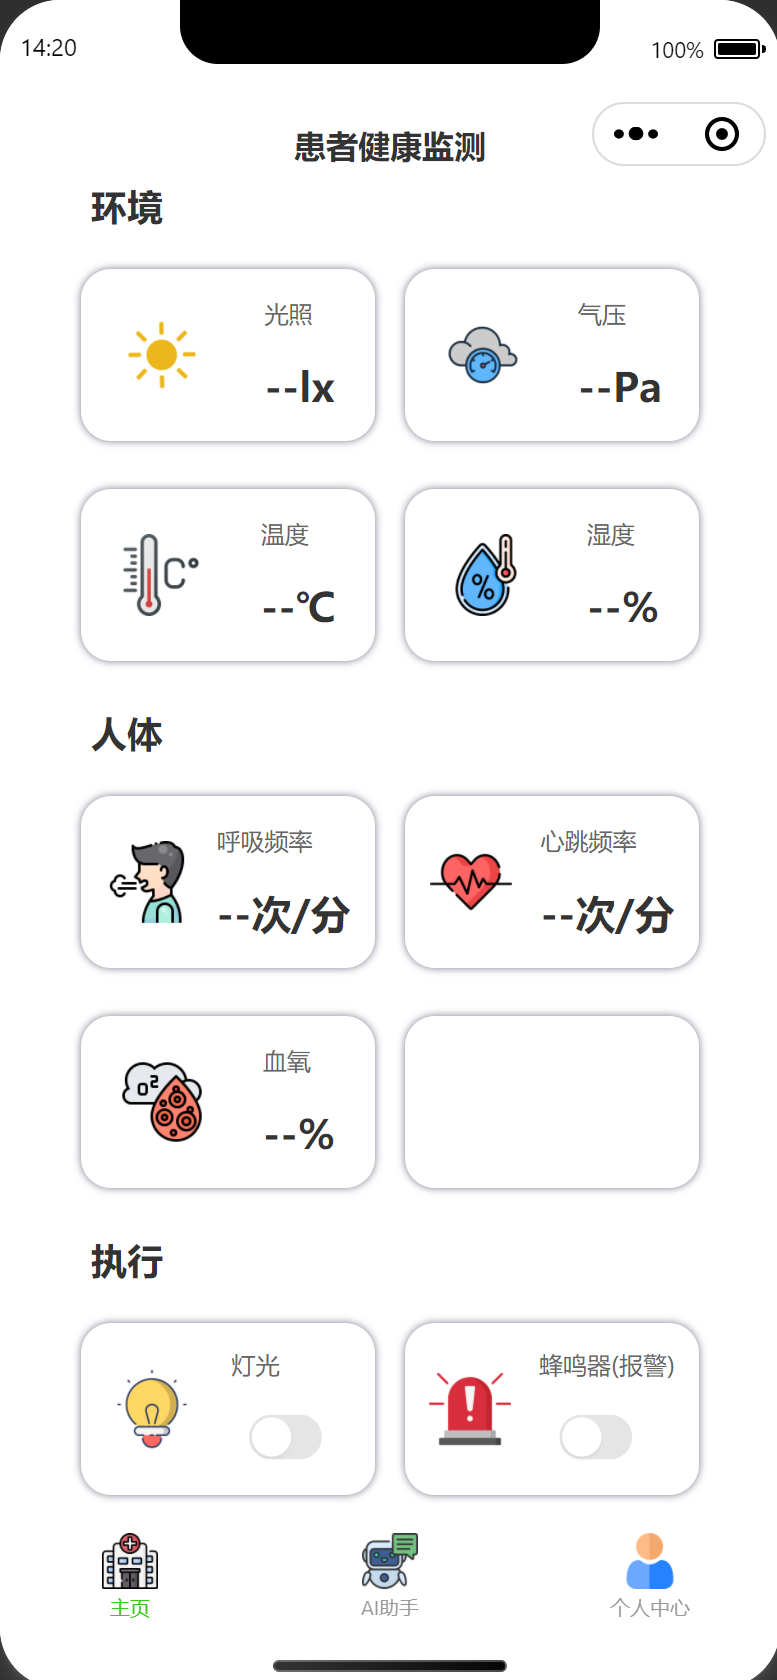 14:20
100%
患者健康监测
环境
光照
气压
--lx
--Pa
C°
温度
%
湿度
--℃
--%
人体
呼吸频率
心跳频率
--次/分
--次/分
O2
血氧
--%
执行
灯光
!
蜂鸣器(报警)
主页
AI助手
个人中心